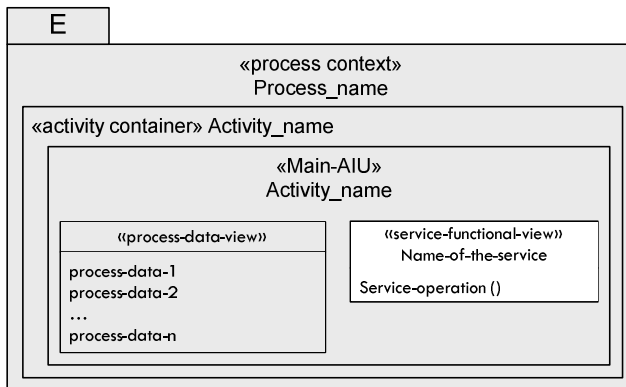 E
«process context»
Process_name
«activity container» Activity_name
«Main-AIU»
Activity_name
«process-data-view»
process-data-1
process-data-2
...
process-data-n
«service-functional-view»
Name-of-the-service
Service-operation ()